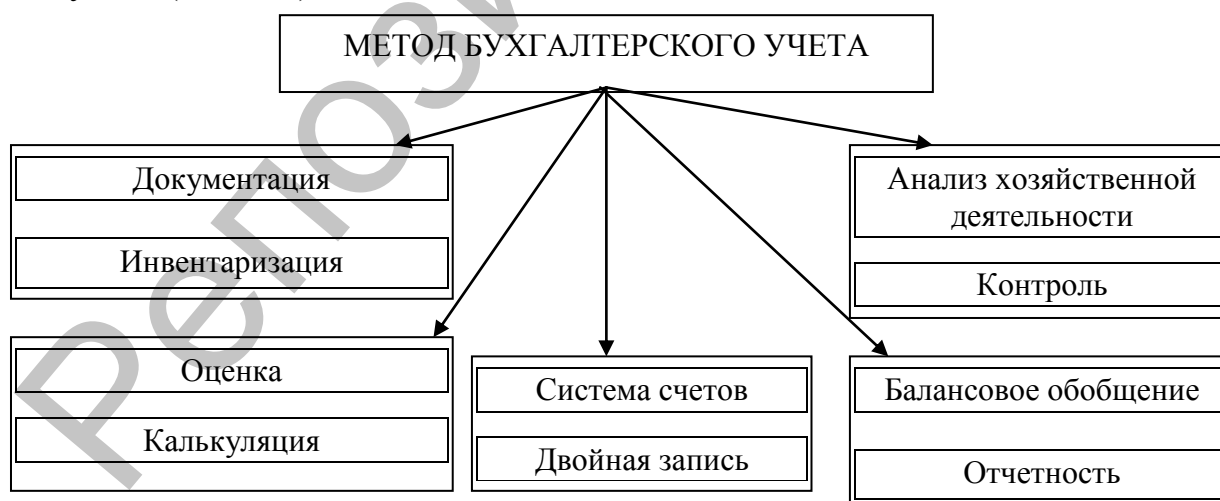 МЕТОД БУХГАЛТЕРСКОГО УЧЕТА
Документация
Инвентаризация
Анализ хозяйственной
деятельности
Контроль
Оценка
Калькуляция
Система счетов
Двойная запись
Балансовое обобщение
Отчетность